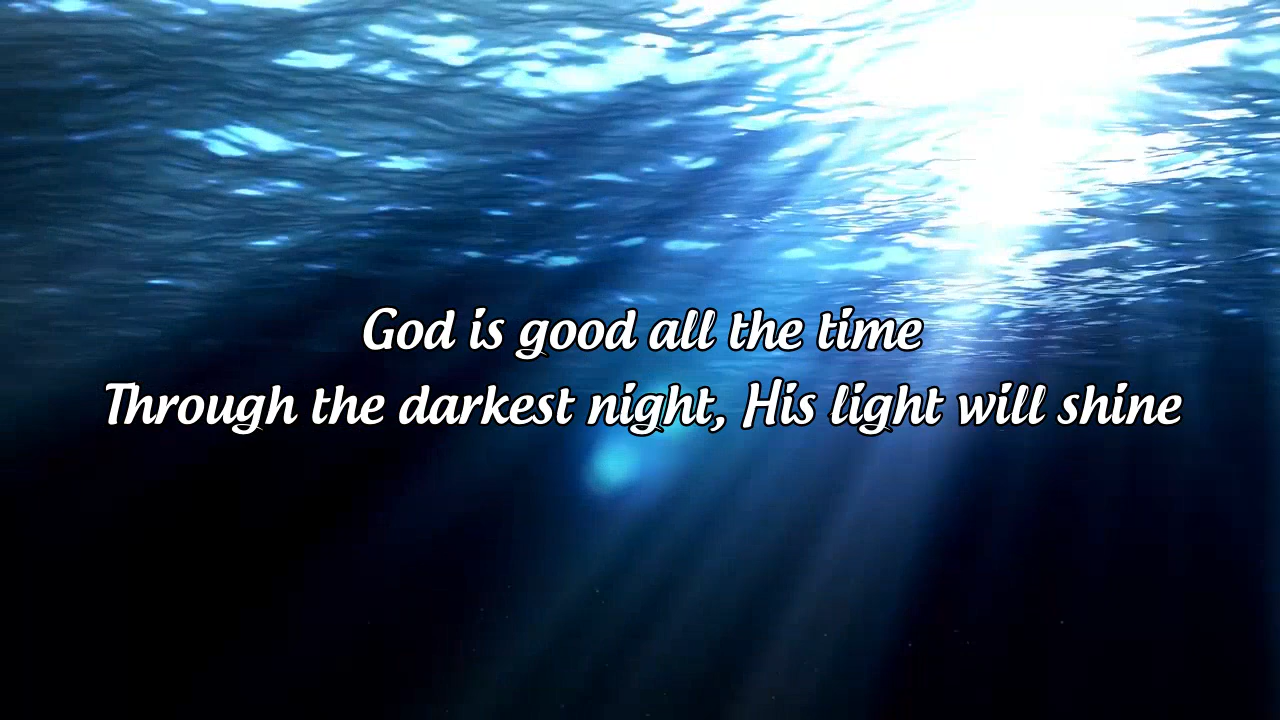 God is good all the time
Through the darkest night, His light will shine